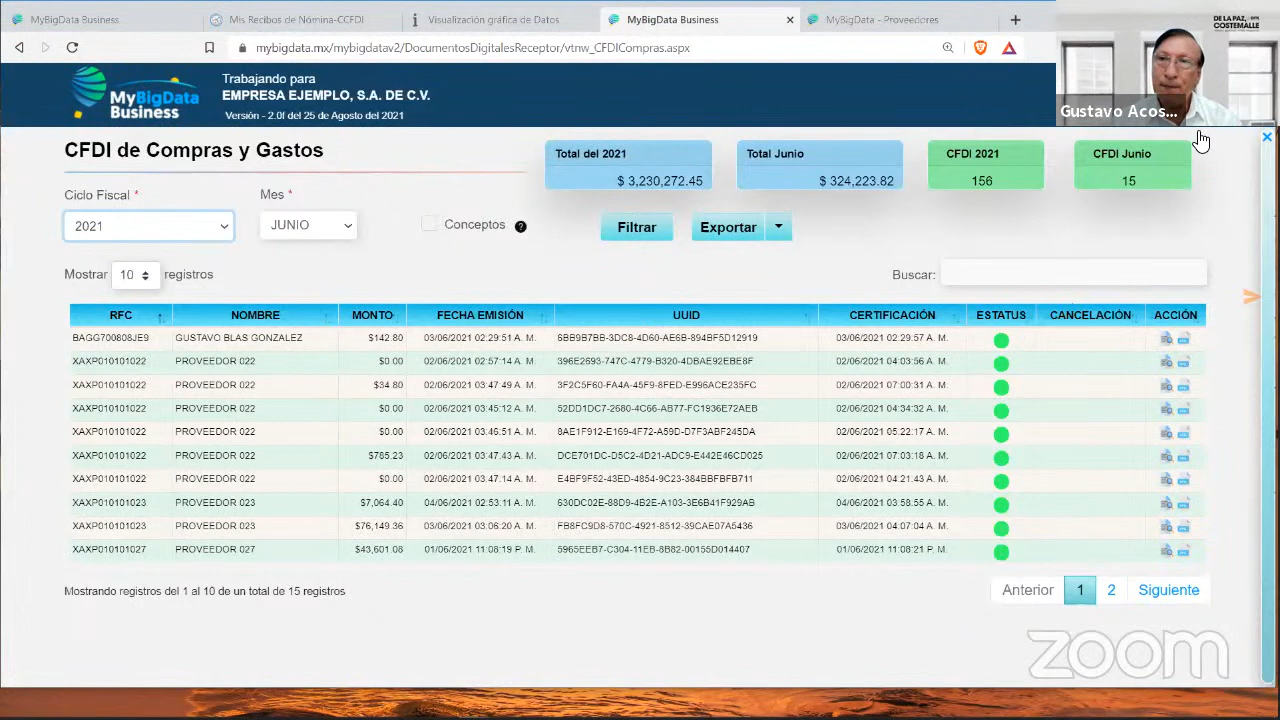 MyBigData Business
Mis Recibos de Nómina-CCFDI
Visualización gráfica de Datos
MyBigData Business
MyBigData - Proveedores
mybigdata.mx/mybigdatav2/DocumentosDigitalesReceptor/vtnw_CFDICompras.aspx
DE LA PAZ,
COSTEMALLE
Gustavo Acos...
MyBigData
Business
Trabajando para
EMPRESA EJEMPLO, S.A. DE C.V.
Versión - 2.0f del 25 de Agosto del 2021
CFDI de Compras y Gastos
Total del 2021
$ 3,230,272.45
Total Junio
$ 324,223.82
CFDI 2021
156
CFDI Junio
15
Ciclo Fiscal *
Mes *
2021
JUNIO
Conceptos
Filtrar
Exportar
Mostrar 10 registros
Buscar:
RFC NOMBRE MONTO FECHA EMISIÓN UUID CERTIFICACIÓN ESTATUS CANCELACIÓN ACCIÓN
BAGG700808JE9 GUSTAVO BLAS GONZALEZ $142.80 03/06/2021 02:29:51 A. M. 6BB9B7BB-3DC8-4D60-AE6B-894BF5D12919 03/06/2021 02:29:57 A. M.
XAXP010101022 PROVEEDOR 022 $0.00 02/06/2021 02:57:14 P. M. 396E2693-747C-4779-B320-4DBAE92EBE8F 02/06/2021 04:03:56 A. M.
XAXP010101022 PROVEEDOR 022 $34.80 02/06/2021 03:47:49 A. M. 3F2C5F60-FA4A-45F9-8FED-E996ACE235FC 02/06/2021 07:00:31 A. M.
XAXP010101022 PROVEEDOR 022 $0.00 02/06/2021 03:45:12 A. M. 52DD1DC7-2680-4C66-AB77-FC1936E72AEB 02/06/2021 04:34:32 A. M.
XAXP010101022 PROVEEDOR 022 $0.00 02/06/2021 03:46:51 A. M. 8AE1F912-E169-4F72-A59D-D7F3ABF245DA 02/06/2021 05:22:17 A. M.
XAXP010101022 PROVEEDOR 022 $785.23 02/06/2021 03:47:43 A. M. DCE701DC-D5C2-4D21-ADC9-E442E46CD025 02/06/2021 07:03:18 A. M.
XAXP010101022 PROVEEDOR 022 $0.00 02/06/2021 03:47:14 P. M. E4BF9F52-43ED-4854-9C23-384BBFBFB711 02/06/2021 04:21:43 A. M.
XAXP010101023 PROVEEDOR 023 $7,064.40 04/06/2021 03:53:11 A. M. 630DC02E-88D9-4B2E-A103-3E6B41F929AB 04/06/2021 03:58:55 A. M.
XAXP010101023 PROVEEDOR 023 $76,149.36 03/06/2021 03:06:20 A. M. FB8FC9D8-570C-4921-8512-39CAE07A5436 03/06/2021 04:07:04 A. M.
XAXP010101027 PROVEEDOR 027 $43,601.08 01/06/2021 11:08:19 P. M. 5965EEB7-C304-11EB-8B82-00155D014407 01/06/2021 11:08:21 P. M.
Mostrando registros del 1 al 10 de un total de 15 registros
Anterior 1 2 Siguiente
zoom